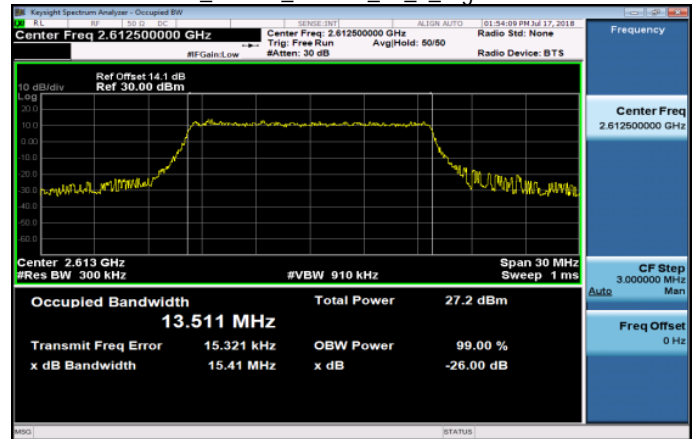 Keysight Spectrum Analyzer - Occupied BW
RL RF 50 Ω DC SENSE:INT ALIGN AUTO 01:54:09 PM Jul 17, 2018
Center Freq 2.612500000 GHz
Center Freq: 2.612500000 GHz Radio Std: None
Trig: Free Run Avg|Hold: 50/50
#IFGain:Low #Atten: 30 dB Radio Device: BTS
Frequency
Ref Offset 14.1 dB
10 dB/div Ref 30.00 dBm
Log
20.0
10.0
0.00
-10.0
-20.0
-30.0
-40.0
-50.0
-60.0
Center Freq
2.612500000 GHz
Center 2.613 GHz Span 30 MHz
#Res BW 300 kHz #VBW 910 kHz Sweep 1 ms
CF Step
3.000000 MHz
Auto Man
Occupied Bandwidth Total Power 27.2 dBm
13.511 MHz
Transmit Freq Error 15.321 kHz OBW Power 99.00 %
x dB Bandwidth 15.41 MHz x dB -26.00 dB
Freq Offset
0 Hz
MSG STATUS